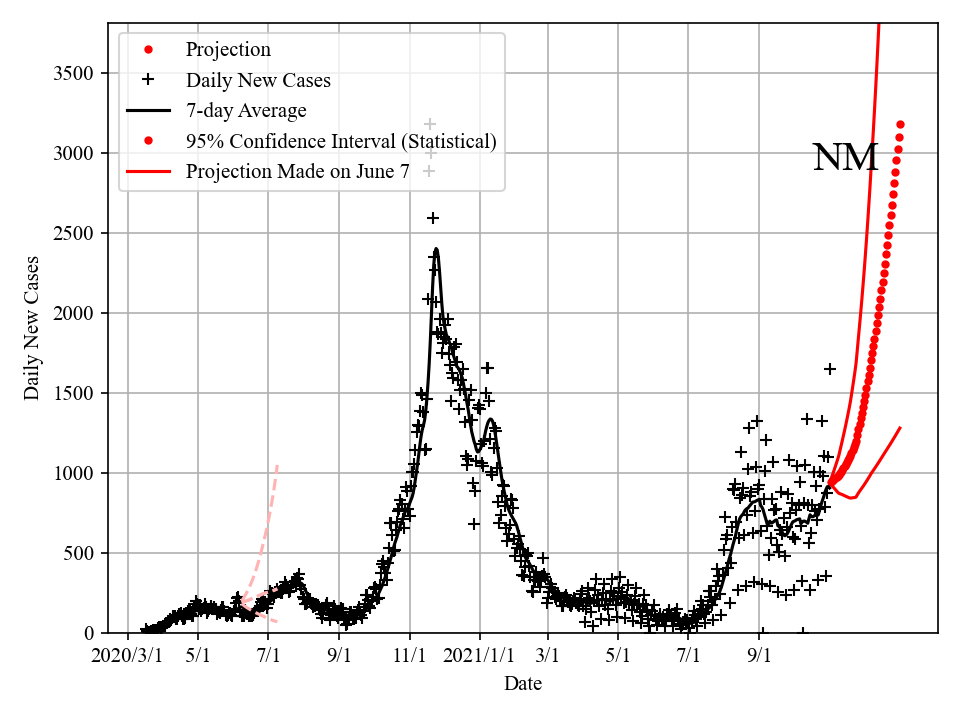 Projection
Daily New Cases
7-day Average
95% Confidence Interval (Statistical)
Projection Made on June 7
NM
3500
3000
2500
2000
1500
1000
500
0
Daily New Cases
2020/3/1 5/1 7/1 9/1 11/1 2021/1/1 3/1 5/1 7/1 9/1
Date